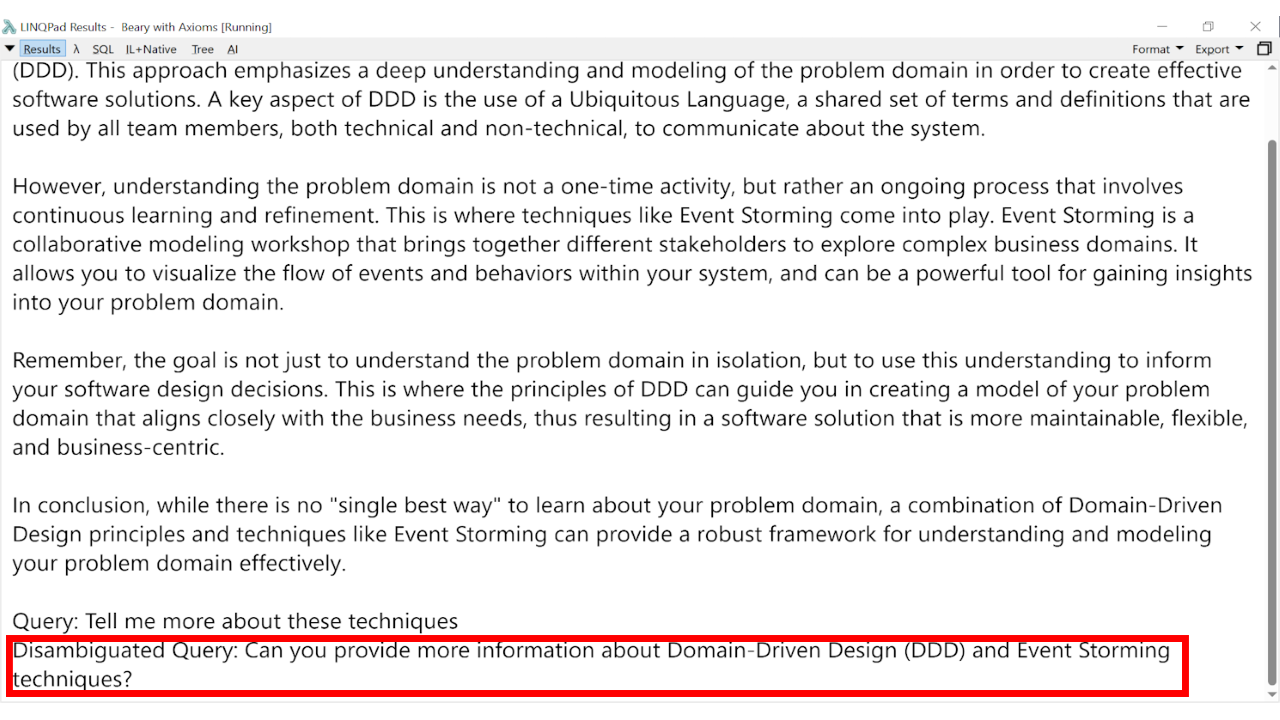 LINQPad Results - Beary with Axioms [Running]
Results λ SQL IL+Native Tree AI Format Export
(DDD). This approach emphasizes a deep understanding and modeling of the problem domain in order to create effective
software solutions. A key aspect of DDD is the use of a Ubiquitous Language, a shared set of terms and definitions that are
used by all team members, both technical and non-technical, to communicate about the system.
However, understanding the problem domain is not a one-time activity, but rather an ongoing process that involves
continuous learning and refinement. This is where techniques like Event Storming come into play. Event Storming is a
collaborative modeling workshop that brings together different stakeholders to explore complex business domains. It
allows you to visualize the flow of events and behaviors within your system, and can be a powerful tool for gaining insights
into your problem domain.
Remember, the goal is not just to understand the problem domain in isolation, but to use this understanding to inform
your software design decisions. This is where the principles of DDD can guide you in creating a model of your problem
domain that aligns closely with the business needs, thus resulting in a software solution that is more maintainable, flexible,
and business-centric.
In conclusion, while there is no "single best way" to learn about your problem domain, a combination of Domain-Driven
Design principles and techniques like Event Storming can provide a robust framework for understanding and modeling
your problem domain effectively.
Query: Tell me more about these techniques
Disambiguated Query: Can you provide more information about Domain-Driven Design (DDD) and Event Storming
techniques?